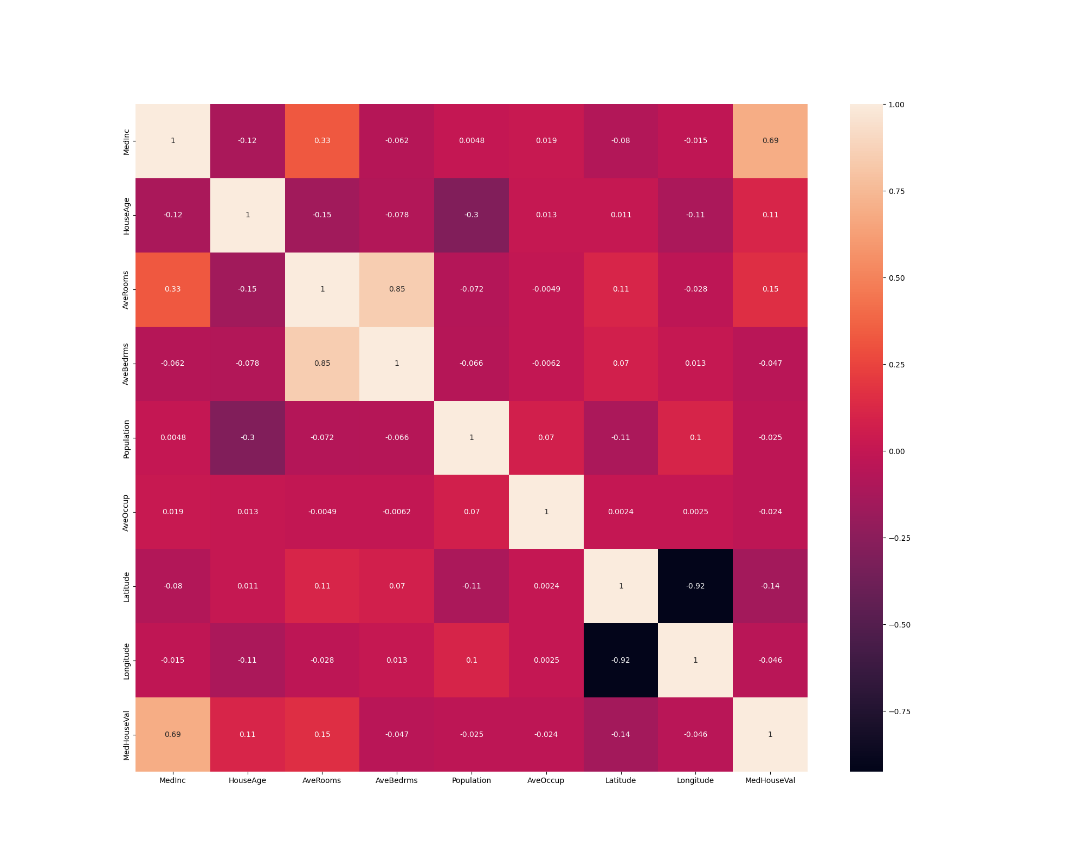 MedInc 1 -0.12 0.33 -0.062 0.0048 0.019 -0.08 -0.015 0.69
HouseAge -0.12 1 -0.15 -0.078 -0.3 0.013 0.011 -0.11 0.11
AveRooms 0.33 -0.15 1 0.85 -0.072 -0.0049 0.11 -0.028 0.15
AveBedrms -0.062 -0.078 0.85 1 -0.066 -0.0062 0.07 0.013 -0.047
Population 0.0048 -0.3 -0.072 -0.066 1 0.07 -0.11 0.1 -0.025
AveOccup 0.019 0.013 -0.0049 -0.0062 0.07 1 0.0024 0.0025 -0.024
Latitude -0.08 0.011 0.11 0.07 -0.11 0.0024 1 -0.92 -0.14
Longitude -0.015 -0.11 -0.028 0.013 0.1 0.0025 -0.92 1 -0.046
MedHouseVal 0.69 0.11 0.15 -0.047 -0.025 -0.024 -0.14 -0.046 1
MedInc HouseAge AveRooms AveBedrms Population AveOccup Latitude Longitude MedHouseVal
1.00
0.75
0.50
0.25
0.00
−0.25
−0.50
−0.75